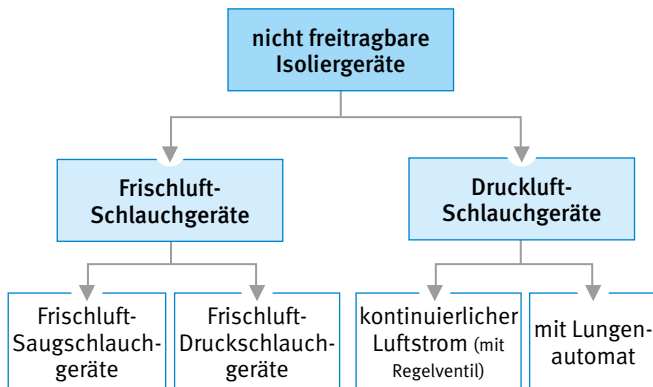 nicht freitragbare
Isoliergeräte
Frischluft-
Schlauchgeräte
Druckluft-
Schlauchgeräte
Frischluft-
Saugschlauch-
geräte
Frischluft-
Druckschlauch-
geräte
kontinuierlicher
Luftstrom (mit
Regelventil)
mit Lungen-
automat